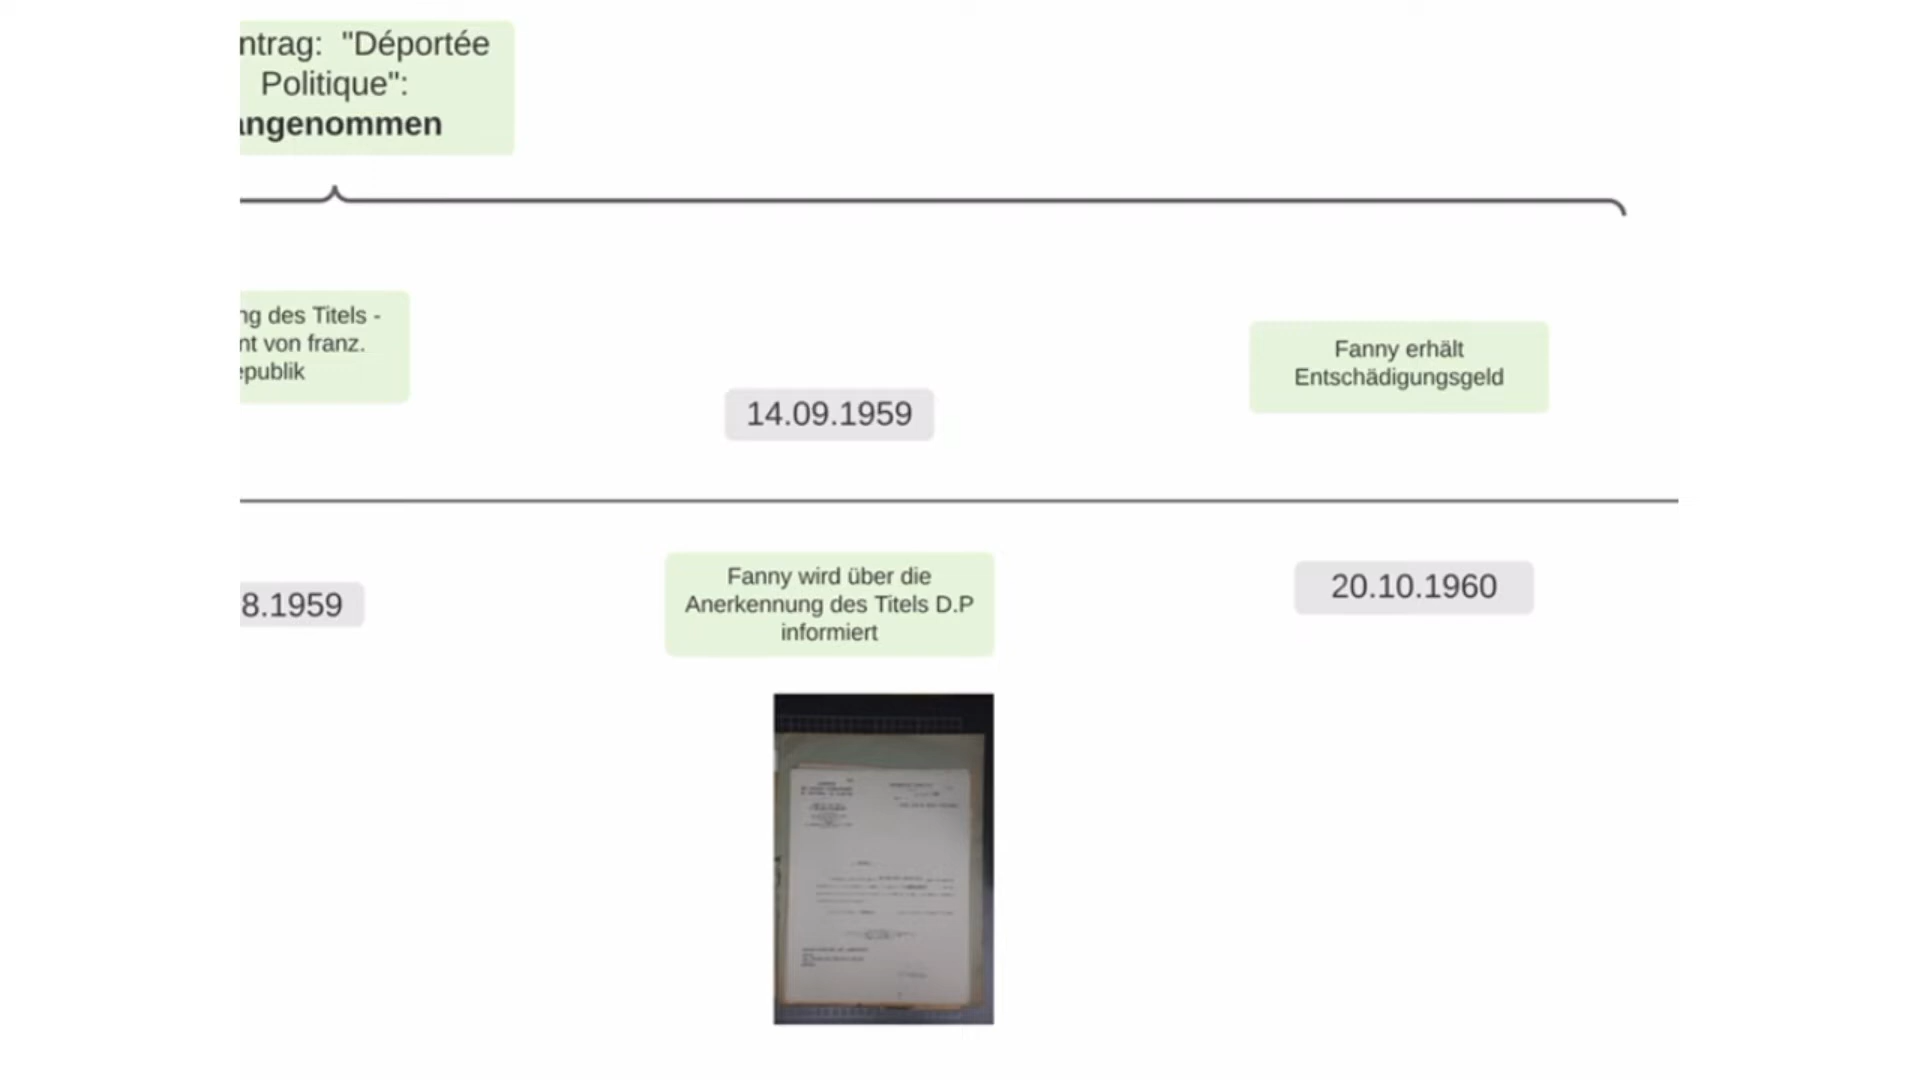 ntrag: "Déportée
Politique":
angenommen
ng des Titels -
nt von franz.
epublik
14.09.1959
Fanny erhält
Entschädigungsgeld
8.1959
Fanny wird über die
Anerkennung des Titels D.P
informiert
20.10.1960